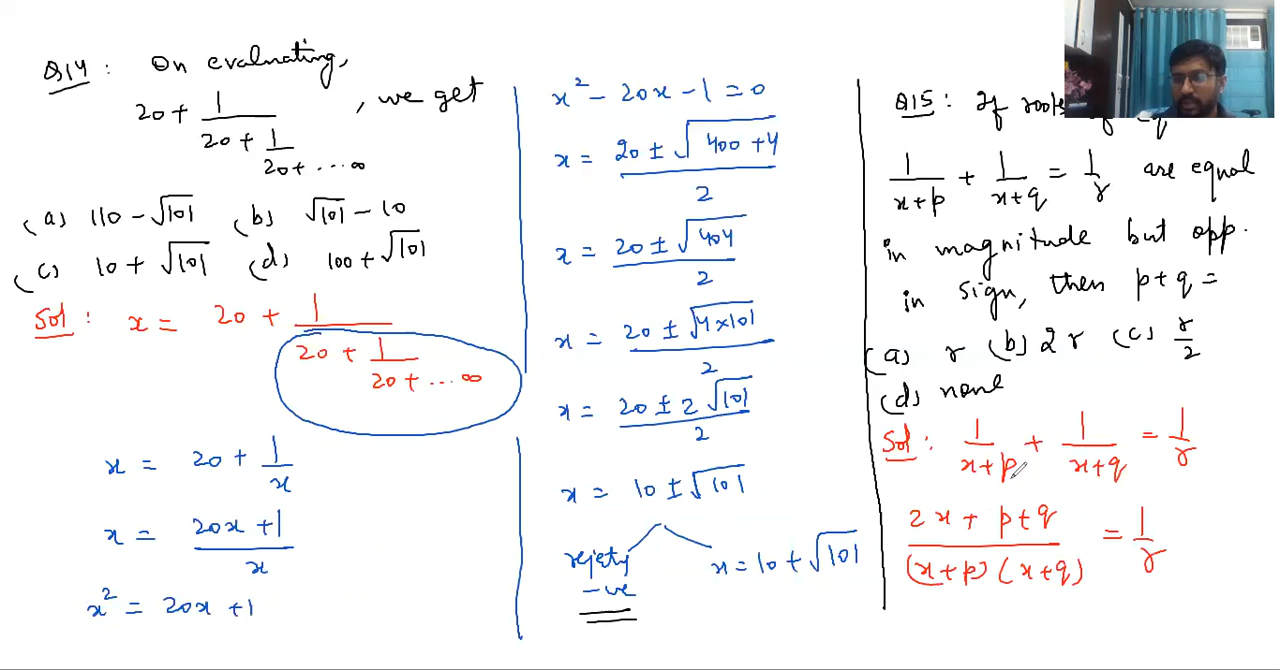 Q14 : On evaluating,
20 + 1/(20 + 1/(20 + ... ∞)) , we get
(a) 110 - √101 (b) √101 - 10
(c) 10 + √101 (d) 100 + √101
Sol : x = 20 + 1/(20 + 1/(20 + ... ∞))
x = 20 + 1/x
x = (20x + 1)/x
x² = 20x + 1
x² - 20x - 1 = 0
x = (20 ± √(400 + 4))/2
x = (20 ± √404)/2
x = (20 ± √(4×101))/2
x = (20 ± 2√101)/2
x = 10 ± √101
-ve
x = 10 + √101
Q15 : If
1/(x+p) + 1/(x+q) = 1/r are equal
in magnitude but opp.
in sign, then p+q =
(a) r (b) 2r (c) r/2
(d) none
Sol : 1/(x+p) + 1/(x+q) = 1/r
(2x + p+q)/((x+p)(x+q)) = 1/r